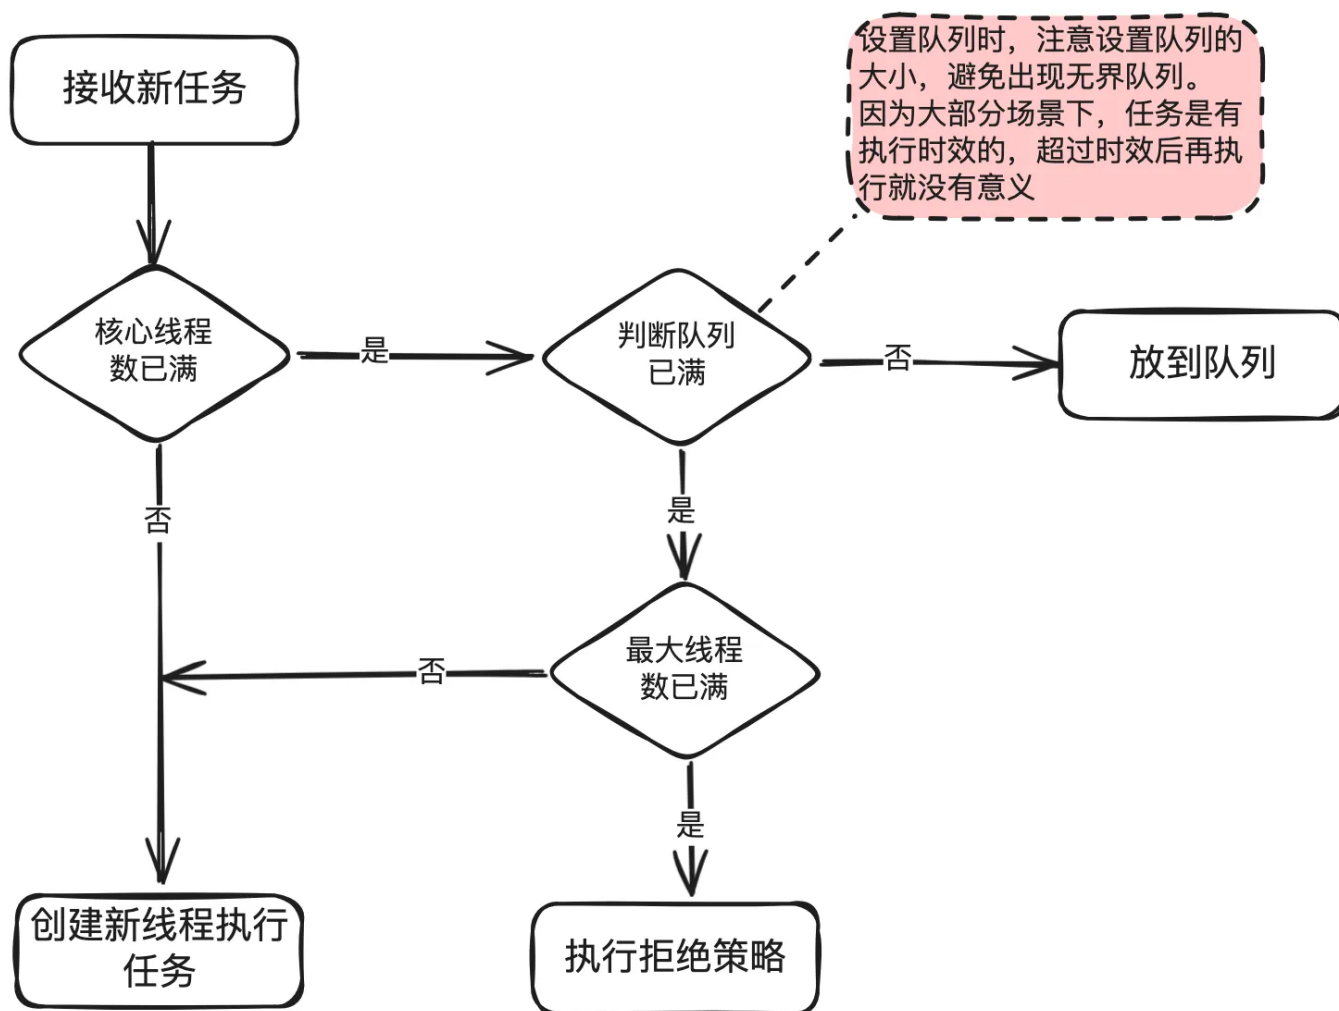 接收新任务
设置队列时，注意设置队列的
大小，避免出现无界队列。
因为大部分场景下，任务是有
执行时效的，超过时效后再执
行就没有意义
核心线程
数已满
是
判断队列
已满
否
放到队列
否
是
最大线程
数已满
否
是
创建新线程执行
任务
执行拒绝策略